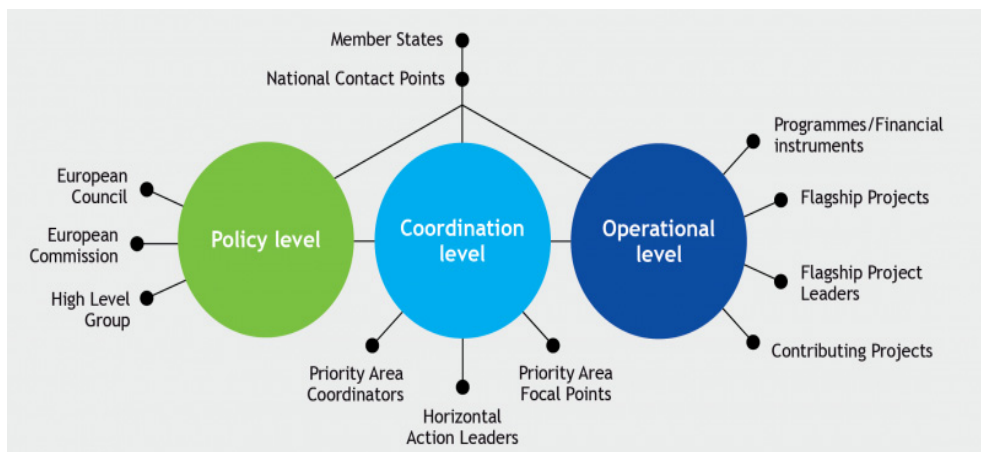 Member States
National Contact Points
European
Council
European
Commission
High Level
Group
Policy level
Coordination
level
Operational
level
Programmes/Financial
instruments
Flagship Projects
Flagship Project
Leaders
Contributing Projects
Priority Area
Coordinators
Horizontal
Action Leaders
Priority Area
Focal Points